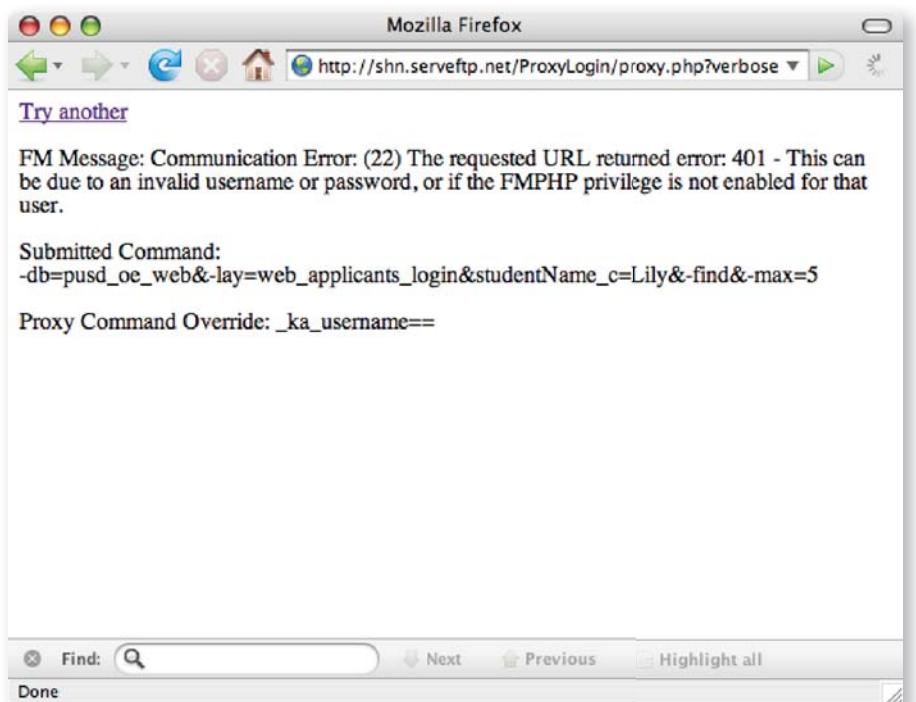 Mozilla Firefox
http://shn.serveftp.net/ProxyLogin/proxy.php?verbose
Try another
FM Message: Communication Error: (22) The requested URL returned error: 401 - This can
be due to an invalid username or password, or if the FMPHP privilege is not enabled for that
user.
Submitted Command:
-db=pusd_oe_web&-lay=web_applicants_login&studentName_c=Lily&-find&-max=5
Proxy Command Override: _ka_username==
Find: Next Previous Highlight all
Done